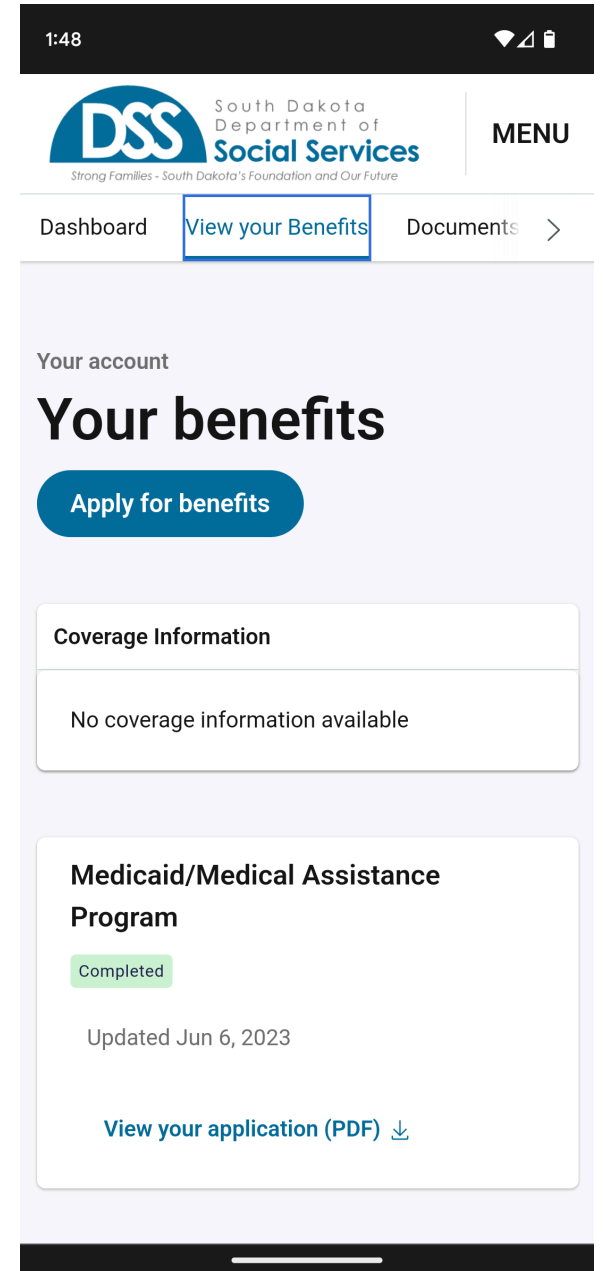 1:48
DSS
South Dakota
Department of
Social Services
Strong Families - South Dakota's Foundation and Our Future
MENU
Dashboard View your Benefits Documents
Your account
Your benefits
Apply for benefits
Coverage Information
No coverage information available
Medicaid/Medical Assistance
Program
Completed
Updated Jun 6, 2023
View your application (PDF)